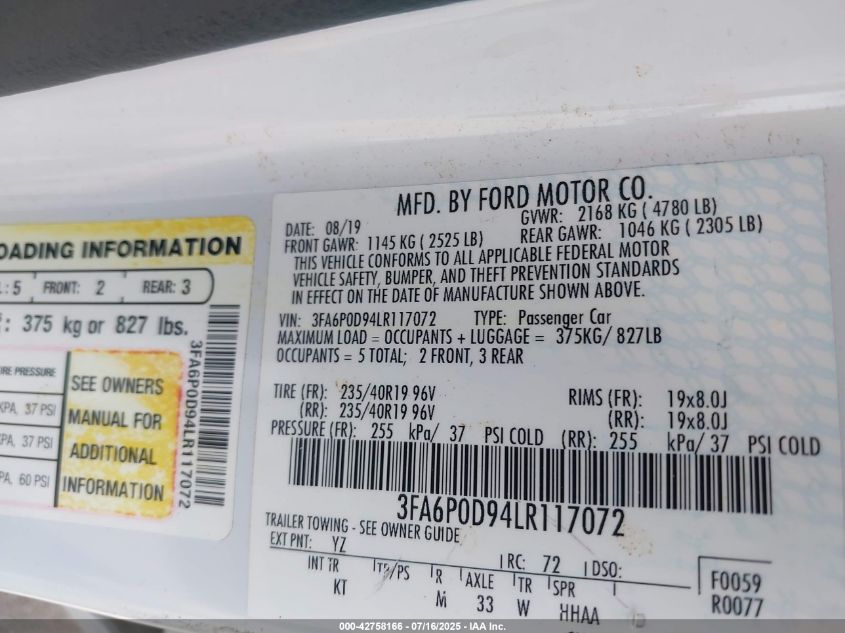 LOADING INFORMATION
: 5 FRONT: 2 REAR: 3
: 375 kg or 827 lbs.
TIRE PRESSURE
KPA, 37 PSI
KPA, 37 PSI
PA, 60 PSI
SEE OWNERS
MANUAL FOR
ADDITIONAL
INFORMATION
3FA6P0D94LR117072
MFD. BY FORD MOTOR CO.
DATE: 08/19 GVWR: 2168 KG ( 4780 LB)
FRONT GAWR: 1145 KG ( 2525 LB) REAR GAWR: 1046 KG ( 2305 LB)
THIS VEHICLE CONFORMS TO ALL APPLICABLE FEDERAL MOTOR
VEHICLE SAFETY, BUMPER, AND THEFT PREVENTION STANDARDS
IN EFFECT ON THE DATE OF MANUFACTURE SHOWN ABOVE.
VIN: 3FA6P0D94LR117072 TYPE: Passenger Car
MAXIMUM LOAD = OCCUPANTS + LUGGAGE = 375KG/ 827LB
OCCUPANTS = 5 TOTAL; 2 FRONT, 3 REAR
TIRE (FR): 235/40R19 96V RIMS (FR): 19x8.0J
(RR): 235/40R19 96V (RR): 19x8.0J
PRESSURE (FR): 255 kPa/ 37 PSI COLD (RR): 255 kPa/ 37 PSI COLD
3FA6P0D94LR117072
TRAILER TOWING - SEE OWNER GUIDE
EXT PNT: YZ RC: 72 DSO:
INT TR TP/PS R AXLE TR SPR F0059
KT M 33 W HHAA R0077
000-42758166 - 07/16/2025 - IAA Inc.